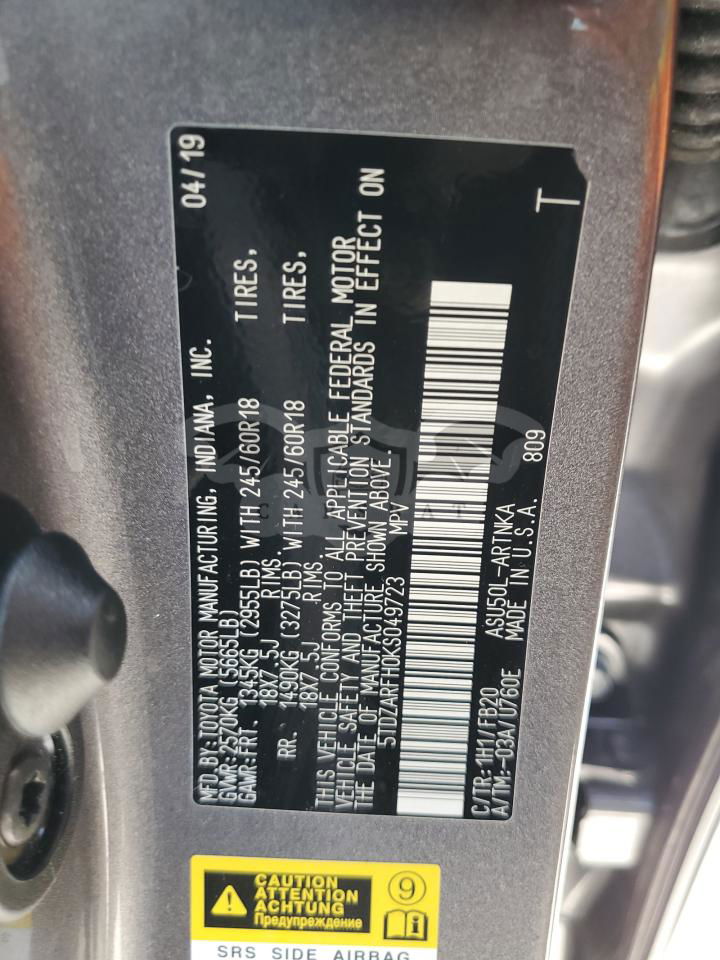 MFD.BY:TOYOTA MOTOR MANUFACTURING, INDIANA, INC. 04/19
GVWR:2570KG (5665LB)
GAWR:FRT. 1345KG (2955LB) WITH 245/60R18 TIRES,
18X7.5J RIMS.
RR. 1490KG (3275LB) WITH 245/60R18 TIRES,
18X7.5J RIMS.
THIS VEHICLE CONFORMS TO ALL APPLICABLE FEDERAL MOTOR
VEHICLE SAFETY AND THEFT PREVENTION STANDARDS IN EFFECT ON
THE DATE OF MANUFACTURE SHOWN ABOVE.
5TDZARFH0KS049723 MPV
C/TR:1H1/FB20 ASU50L-ARTNKA 809
A/TM:-03A/U760E MADE IN U.S.A.
T
CAUTION
ATTENTION
ACHTUNG
Предупреждение
9
SRS SIDE AIRBAG